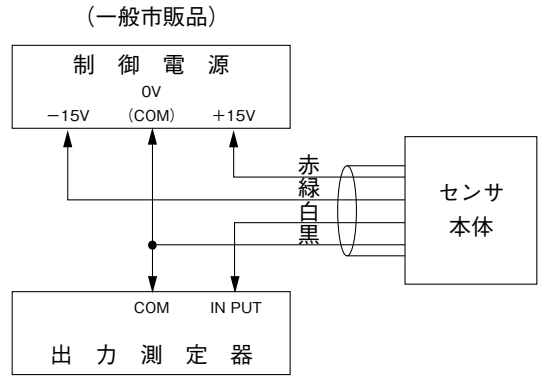 （一般市販品）
制御電源
0V
−15V （COM） +15V
赤
緑
白
黒
センサ
本体
COM IN PUT
出力測定器